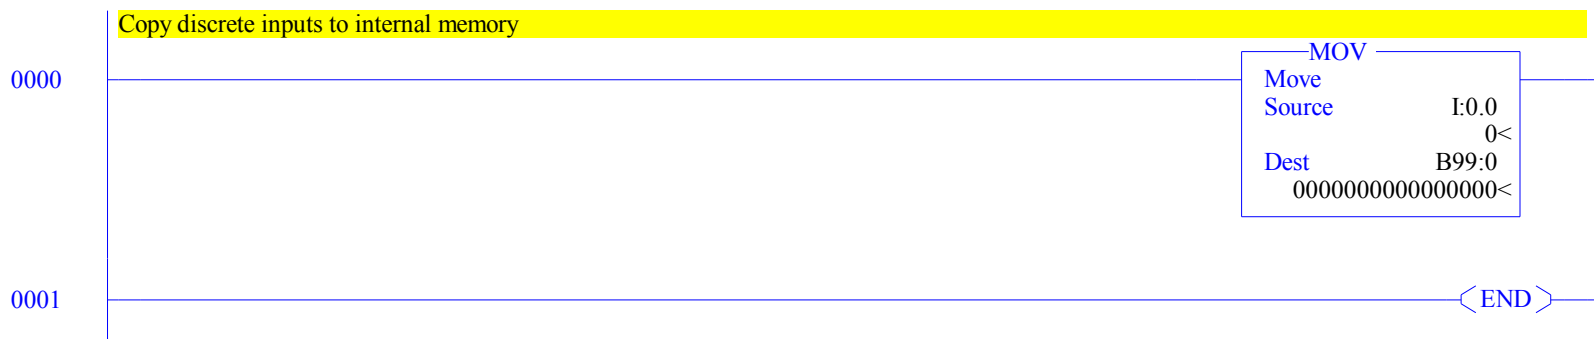 Copy discrete inputs to internal memory
MOV
0000
Move
Source I:0.0
0<
Dest B99:0
0000000000000000<
0001
END